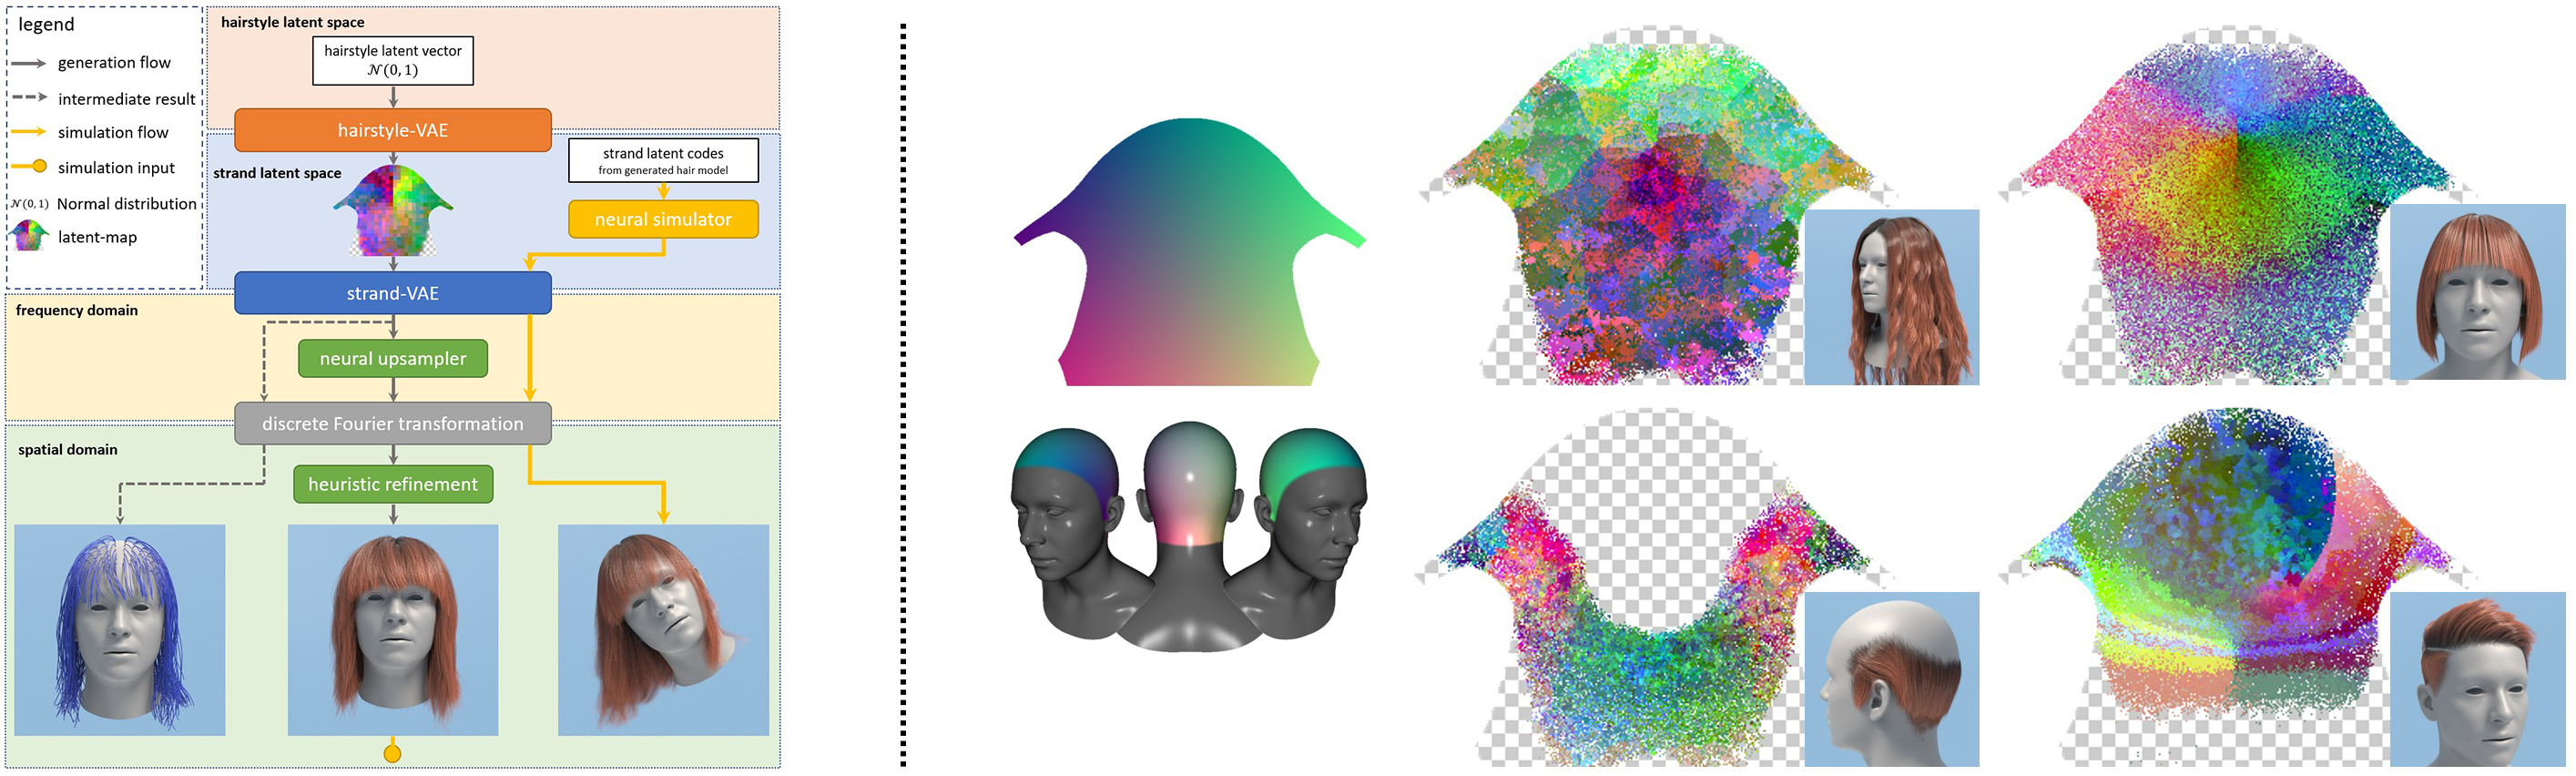 legend
generation flow
intermediate result
simulation flow
simulation input
𝒩(0, 1) Normal distribution
latent-map
hairstyle latent space
hairstyle latent vector
𝒩(0, 1)
hairstyle-VAE
strand latent space
strand latent codes
from generated hair model
neural simulator
strand-VAE
frequency domain
neural upsampler
discrete Fourier transformation
spatial domain
heuristic refinement